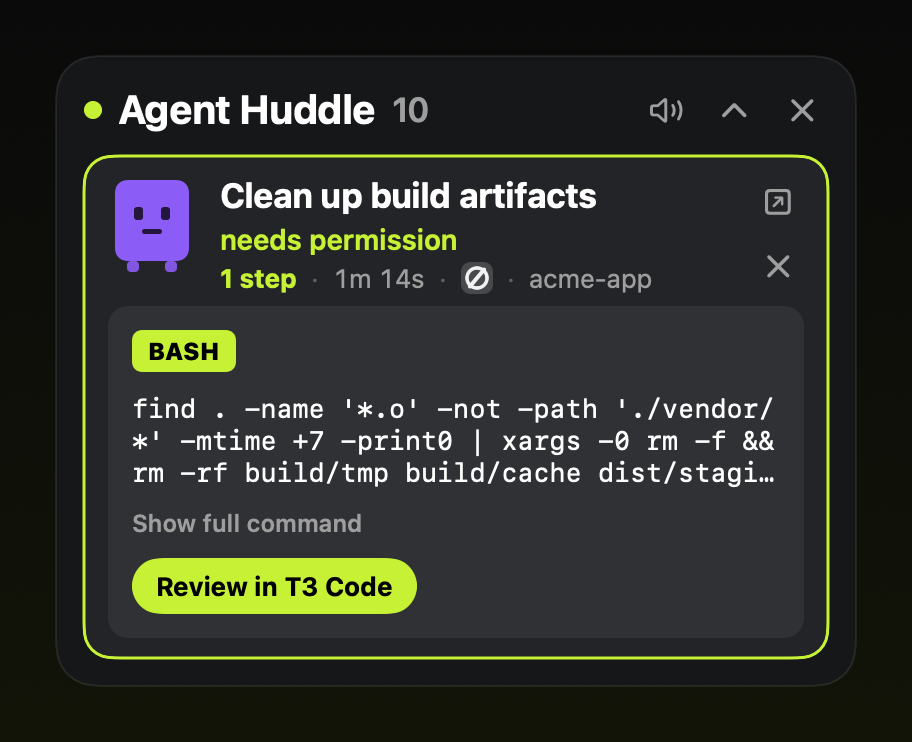 Agent Huddle 10
Clean up build artifacts
needs permission
1 step · 1m 14s · acme-app
BASH
find . -name '*.o' -not -path './vendor/
*' -mtime +7 -print0 | xargs -0 rm -f &&
rm -rf build/tmp build/cache dist/stagi…
Show full command
Review in T3 Code